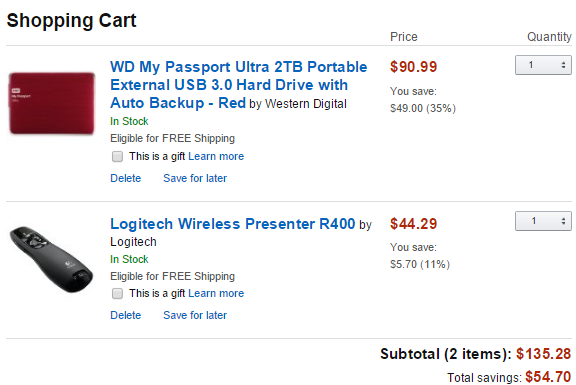 Shopping Cart
Price Quantity
WD My Passport Ultra 2TB Portable
External USB 3.0 Hard Drive with
Auto Backup - Red by Western Digital
$90.99
1
You save:
$49.00 (35%)
In Stock
Eligible for FREE Shipping
This is a gift Learn more
Delete Save for later
WD
My Passport
Logitech Wireless Presenter R400 by
Logitech
$44.29
1
You save:
$5.70 (11%)
In Stock
Eligible for FREE Shipping
This is a gift Learn more
Delete Save for later
Subtotal (2 items): $135.28
Total savings: $54.70